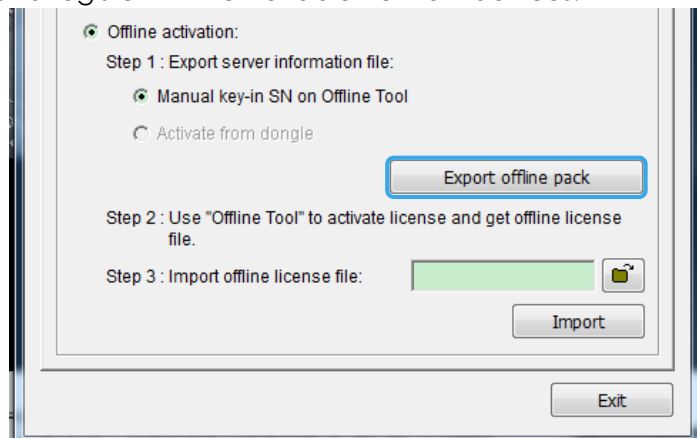 Offline activation:
Step 1 : Export server information file:
Manual key-in SN on Offline Tool
Activate from dongle
Export offline pack
Step 2 : Use "Offline Tool" to activate license and get offline license
file.
Step 3 : Import offline license file:
Import
Exit